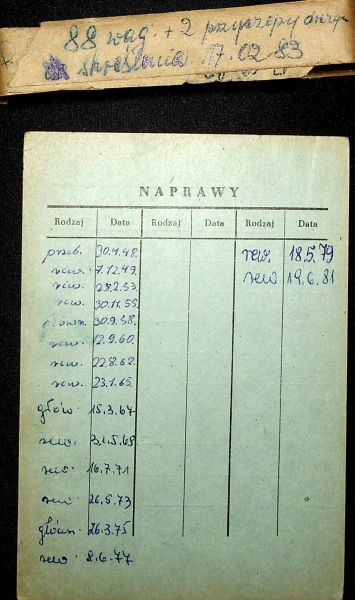 88 wag. + 2 przyczepy
do skreślenia 17.02.83
NAPRAWY
Rodzaj Data Rodzaj Data Rodzaj Data
przeb. 30.4.48. rew. 18.5.79
rew. 7.12.49. rew 19.6.81
rew. 28.2.53.
rew. 30.11.55.
główn. 30.9.58.
rew. 12.9.60.
rew. 22.8.62.
rew. 23.1.65.
głów. 15.3.67
rew. 31.5.69
rew. 16.7.71
rew. 26.5.73
główn. 26.3.75
rew. 8.6.77